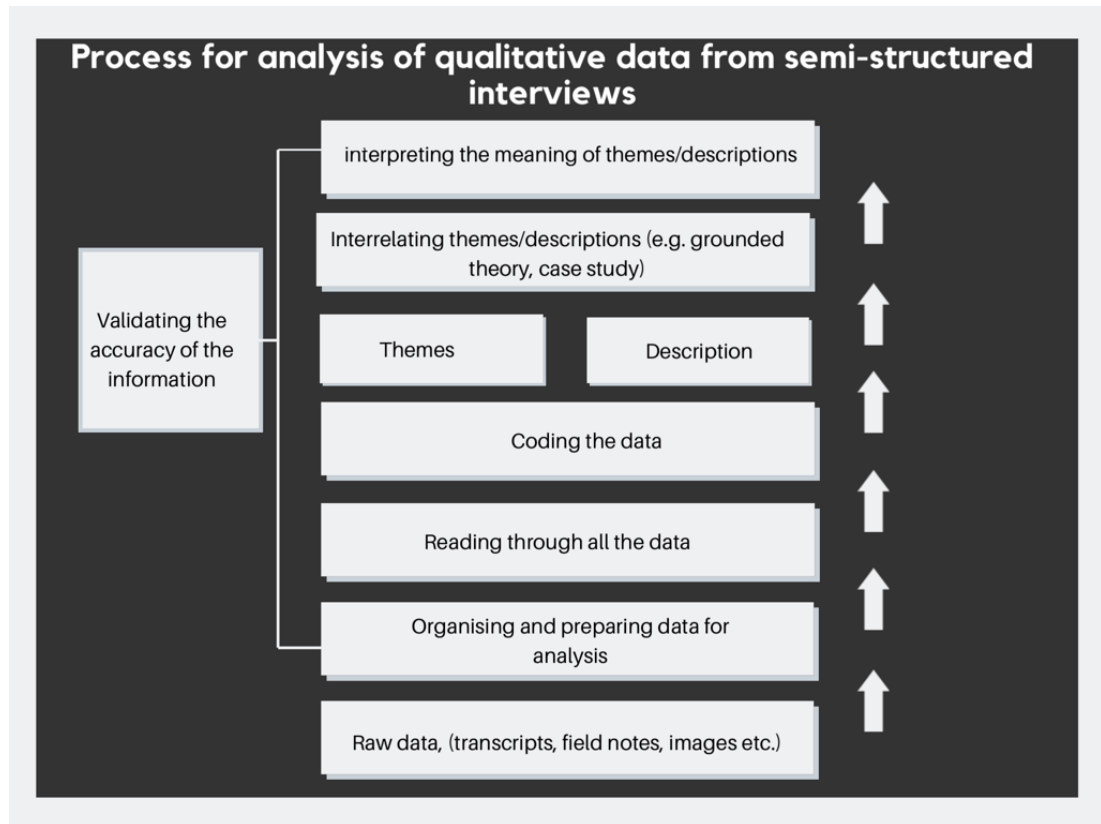 Process for analysis of qualitative data from semi-structured
interviews
interpreting the meaning of themes/descriptions
Interrelating themes/descriptions (e.g. grounded
theory, case study)
Validating the
accuracy of the
information
Themes
Description
Coding the data
Reading through all the data
Organising and preparing data for
analysis
Raw data, (transcripts, field notes, images etc.)